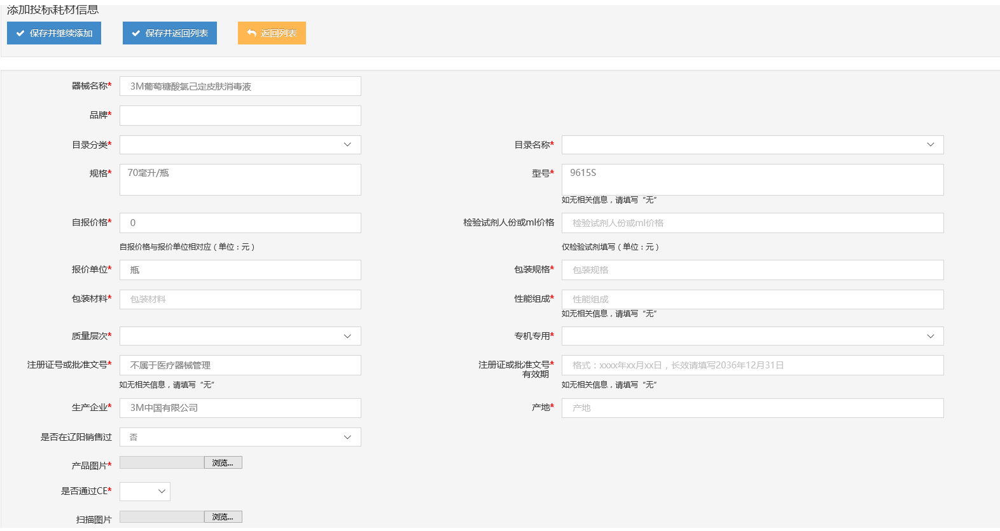 添加投标耗材信息
保存并继续添加 保存并返回列表 返回列表
器械名称* 3M葡萄糖酸氯己定皮肤消毒液
品牌*
目录分类* 目录名称*
规格* 70毫升/瓶 型号* 9615S
如无相关信息，请填写“无”
自报价格* 0 检验试剂人份或ml价格 检验试剂人份或ml价格
自报价格与报价单位相对应（单位：元） 仅检验试剂填写（单位：元）
报价单位* 瓶 包装规格* 包装规格
包装材料* 包装材料 性能组成* 性能组成
如无相关信息，请填写“无”
质量层次* 专机专用*
注册证号或批准文号* 不属于医疗器械管理 注册证或批准文号* 格式：xxxx年xx月xx日，长效请填写2036年12月31日
有效期
如无相关信息，请填写“无” 如无相关信息，请填写“无”
生产企业* 3M中国有限公司 产地* 产地
是否在辽阳销售过 否
产品图片* 浏览...
是否通过CE*
扫描图片 浏览...